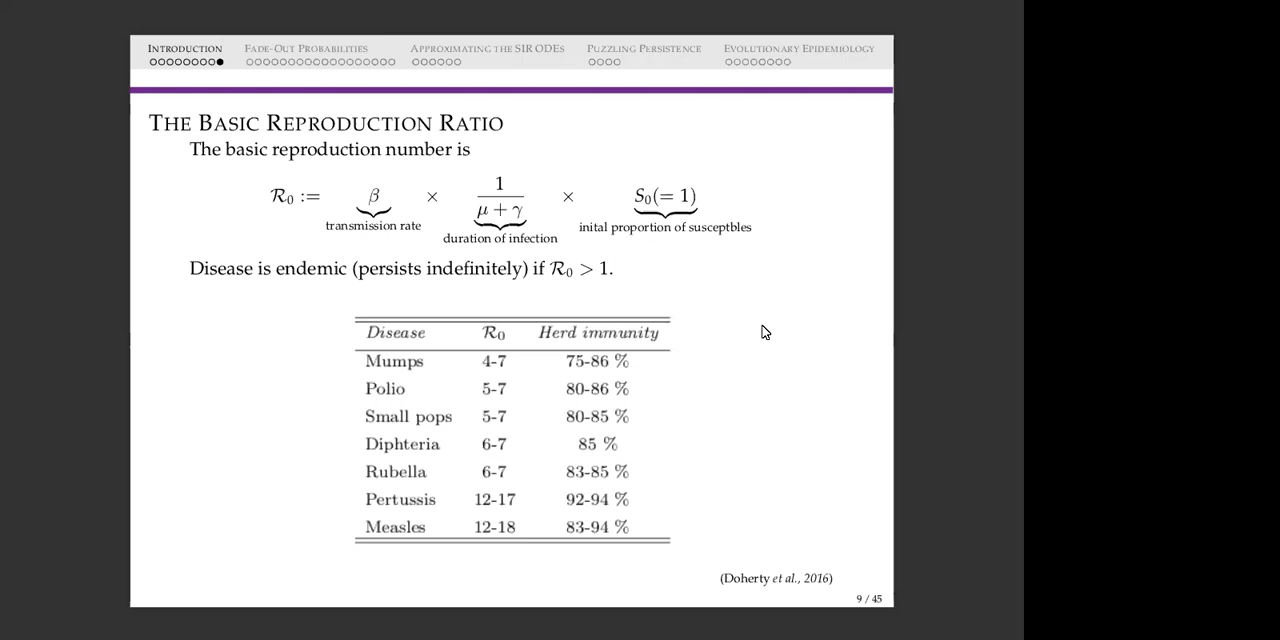 INTRODUCTION FADE-OUT PROBABILITIES APPROXIMATING THE SIR ODES PUZZLING PERSISTENCE EVOLUTIONARY EPIDEMIOLOGY
THE BASIC REPRODUCTION RATIO
The basic reproduction number is
R₀ := β × 1/(μ + γ) × S₀(= 1)
transmission rate duration of infection inital proportion of susceptbles
Disease is endemic (persists indefinitely) if R₀ > 1.
Disease R₀ Herd immunity
Mumps 4-7 75-86 %
Polio 5-7 80-86 %
Small pops 5-7 80-85 %
Diphteria 6-7 85 %
Rubella 6-7 83-85 %
Pertussis 12-17 92-94 %
Measles 12-18 83-94 %
(Doherty et al., 2016)
9 / 45